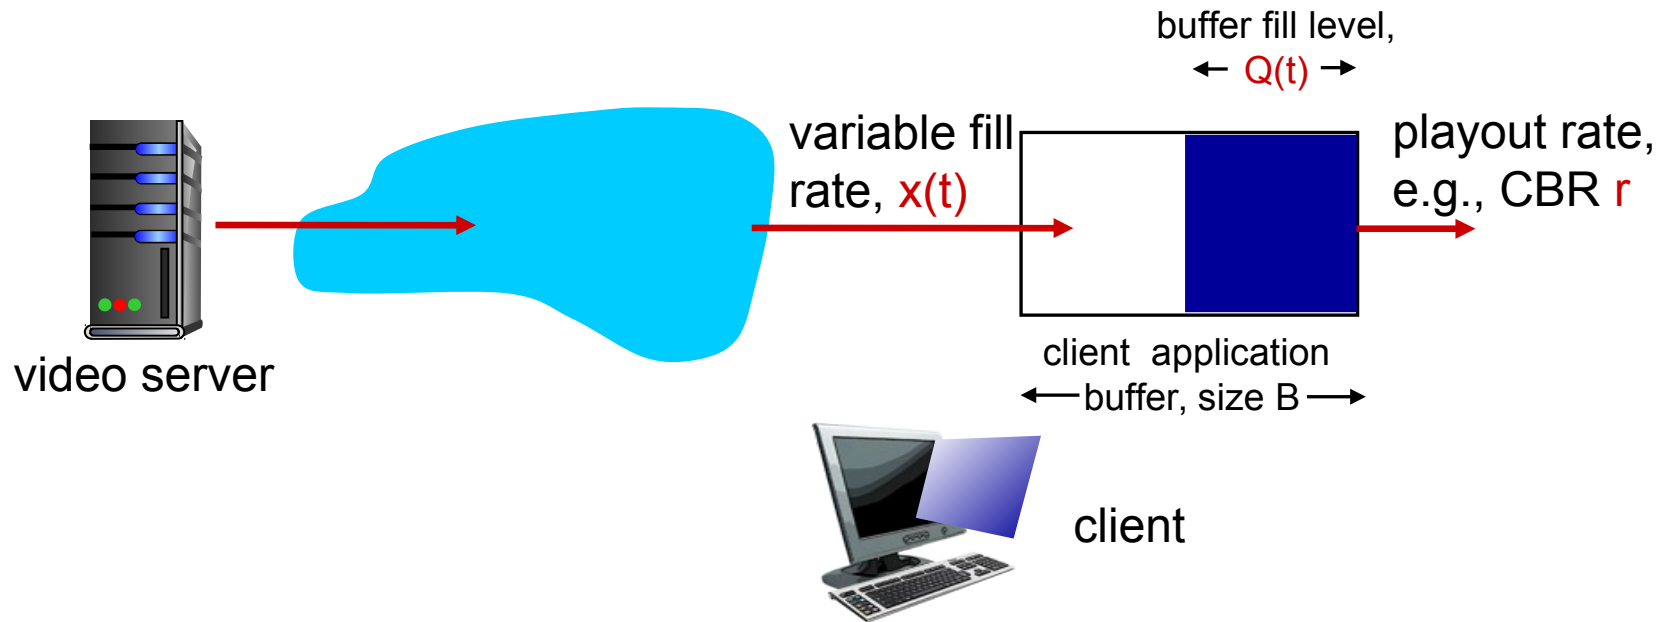 buffer fill level,
Q(t)
variable fill
rate, x(t)
playout rate,
e.g., CBR r
video server
client application
buffer, size B
client